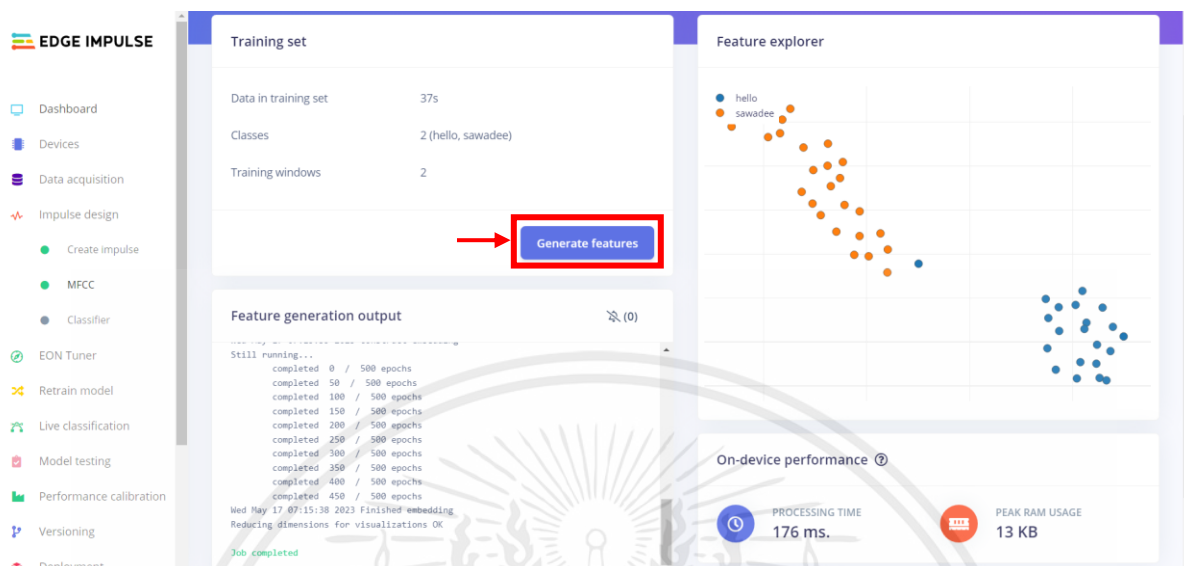 EDGE IMPULSE
Dashboard
Devices
Data acquisition
Impulse design
Create impulse
MFCC
Classifier
EON Tuner
Retrain model
Live classification
Model testing
Performance calibration
Versioning
Deployment
Training set
Data in training set 37s
Classes 2 (hello, sawadee)
Training windows 2
Generate features
Feature generation output (0)
Still running...
completed 0 / 500 epochs
completed 50 / 500 epochs
completed 100 / 500 epochs
completed 150 / 500 epochs
completed 200 / 500 epochs
completed 250 / 500 epochs
completed 300 / 500 epochs
completed 350 / 500 epochs
completed 400 / 500 epochs
completed 450 / 500 epochs
Wed May 17 07:15:38 2023 Finished embedding
Reducing dimensions for visualizations OK
Job completed
Feature explorer
hello
sawadee
On-device performance
PROCESSING TIME
176 ms.
PEAK RAM USAGE
13 KB